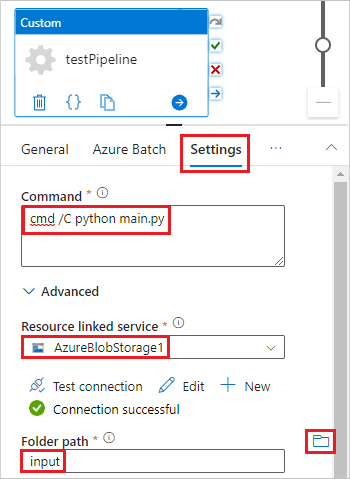 Custom
testPipeline
General Azure Batch Settings ...
Command *
cmd /C python main.py
Advanced
Resource linked service *
AzureBlobStorage1
Test connection Edit New
Connection successful
Folder path *
input